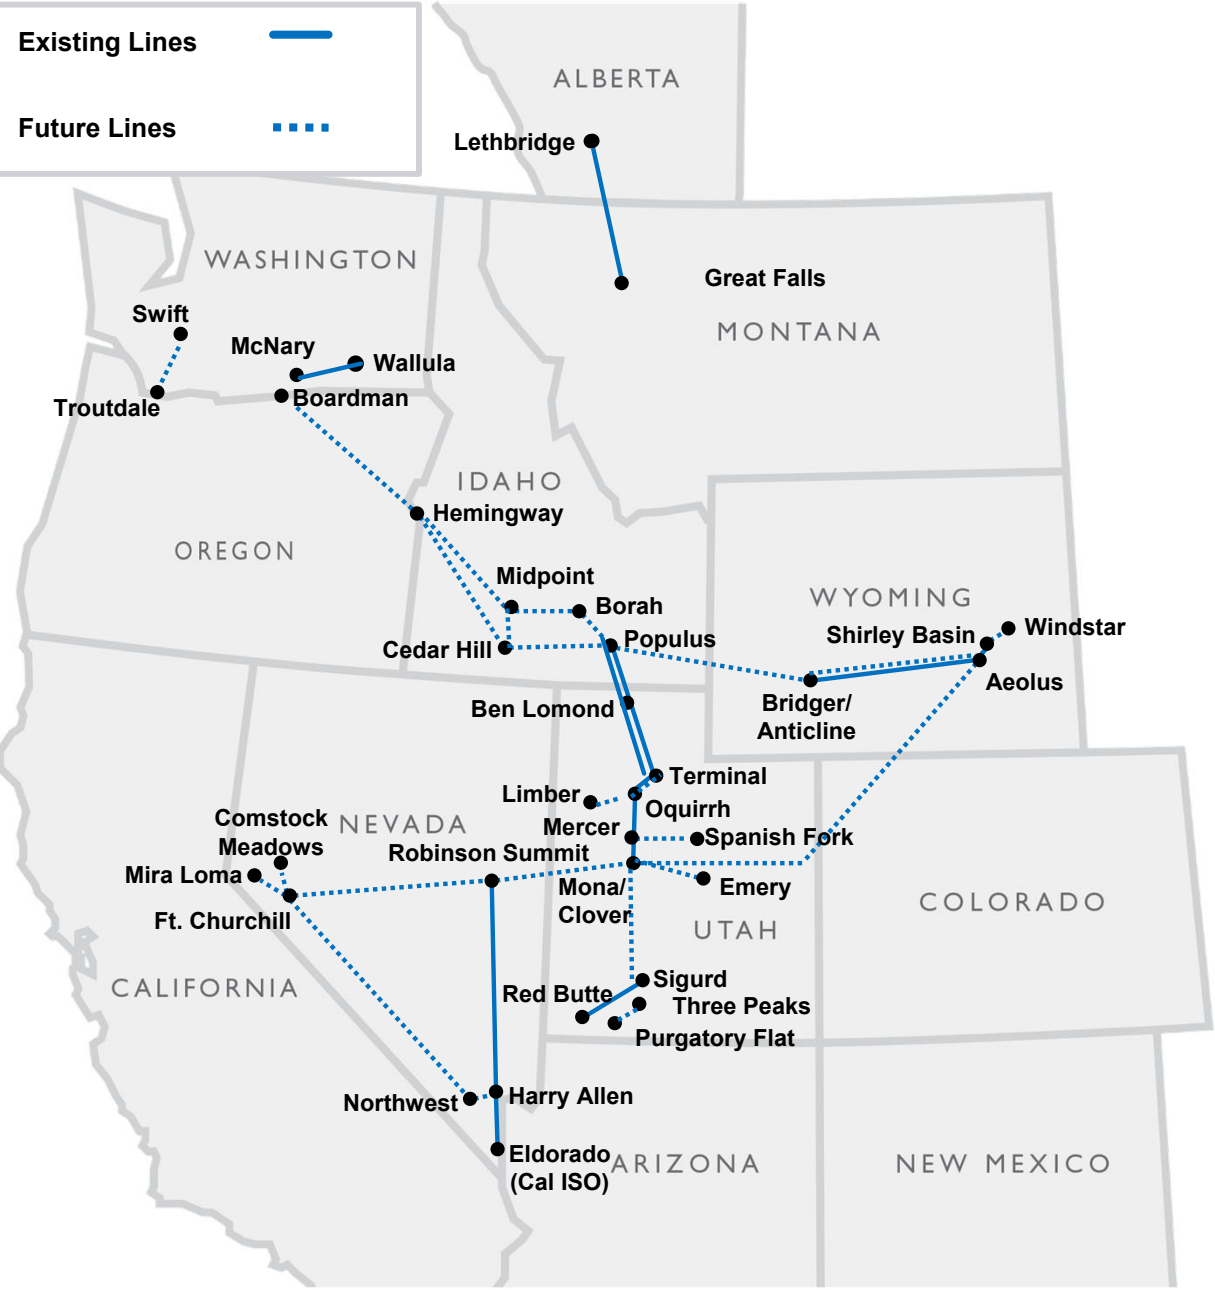 Existing Lines
Future Lines
ALBERTA
Lethbridge
Great Falls
MONTANA
WASHINGTON
Swift
McNary
Wallula
Boardman
Troutdale
IDAHO
Hemingway
OREGON
Midpoint
Borah
WYOMING
Populus
Shirley Basin
Windstar
Cedar Hill
Aeolus
Bridger/
Anticline
Ben Lomond
Terminal
Limber
Oquirrh
Comstock
Meadows
NEVADA
Mercer
Spanish Fork
Robinson Summit
Mira Loma
Mona/
Clover
Emery
Ft. Churchill
COLORADO
UTAH
CALIFORNIA
Sigurd
Red Butte
Three Peaks
Purgatory Flat
Northwest
Harry Allen
Eldorado
(Cal ISO)
ARIZONA
NEW MEXICO